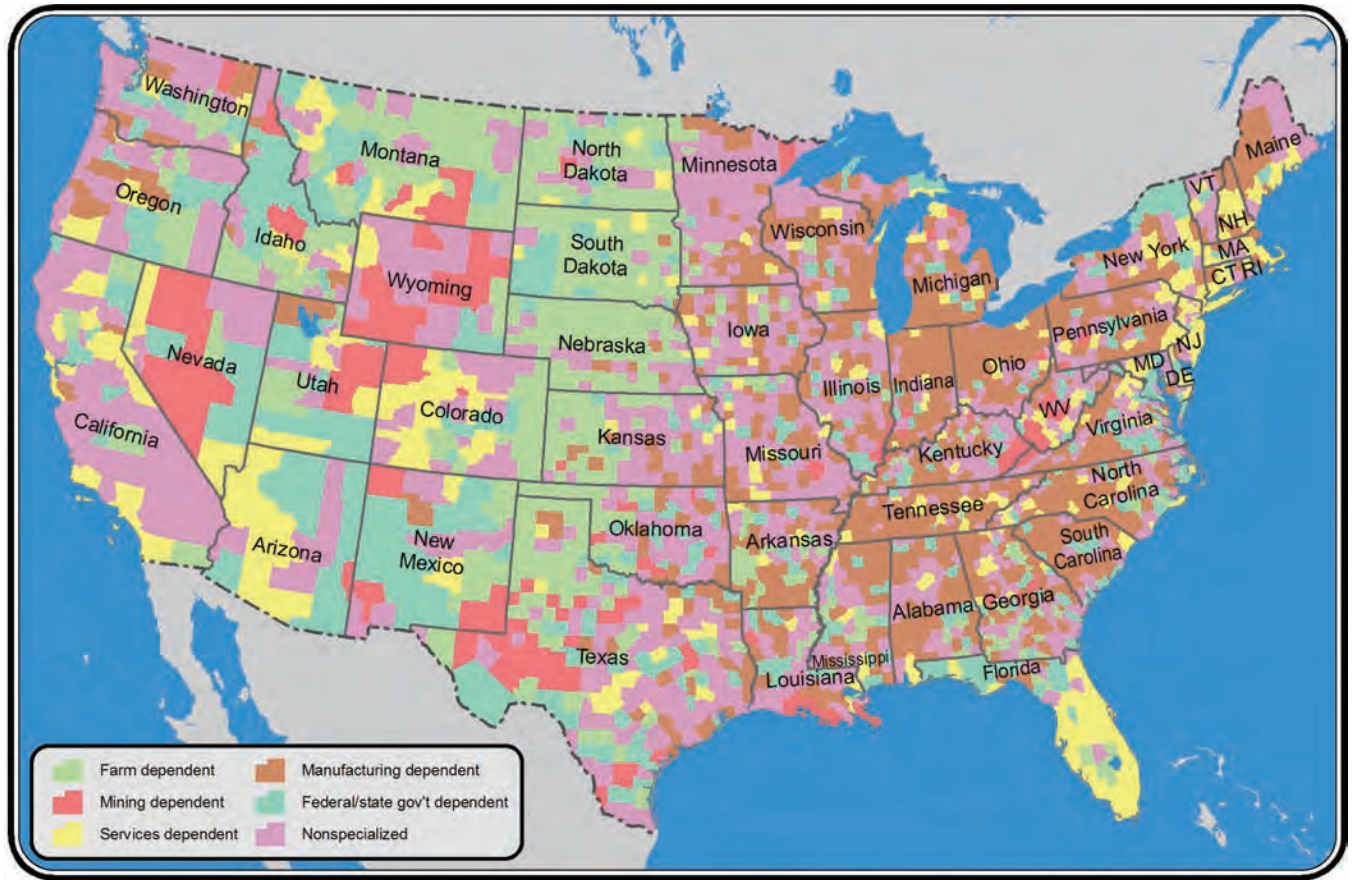 Washington
Montana
North
Dakota
Minnesota
Maine
VT
Oregon
Idaho
South
Dakota
Wisconsin
NH
MA
New York
CT RI
Wyoming
Michigan
Iowa
Pennsylvania
Nebraska
Nevada
Utah
Ohio
NJ
MD
DE
Illinois
Indiana
Colorado
California
Kansas
Missouri
WV
Virginia
Kentucky
North
Carolina
Tennessee
Arizona
New
Mexico
Oklahoma
Arkansas
South
Carolina
Alabama
Georgia
Texas
Mississippi
Louisiana
Florida
Farm dependent
Mining dependent
Services dependent
Manufacturing dependent
Federal/state gov't dependent
Nonspecialized